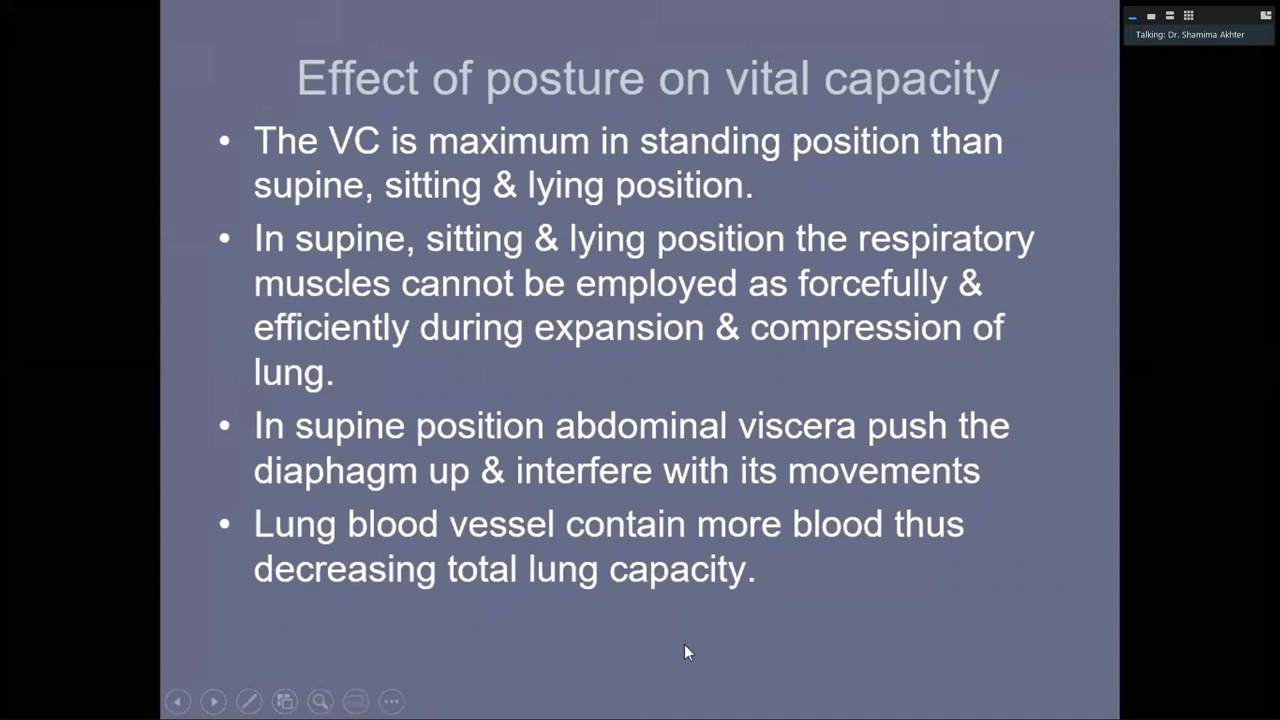 Talking: Dr. Shamima Akhter
Effect of posture on vital capacity
• The VC is maximum in standing position than
supine, sitting & lying position.
• In supine, sitting & lying position the respiratory
muscles cannot be employed as forcefully &
efficiently during expansion & compression of
lung.
• In supine position abdominal viscera push the
diaphagm up & interfere with its movements
• Lung blood vessel contain more blood thus
decreasing total lung capacity.